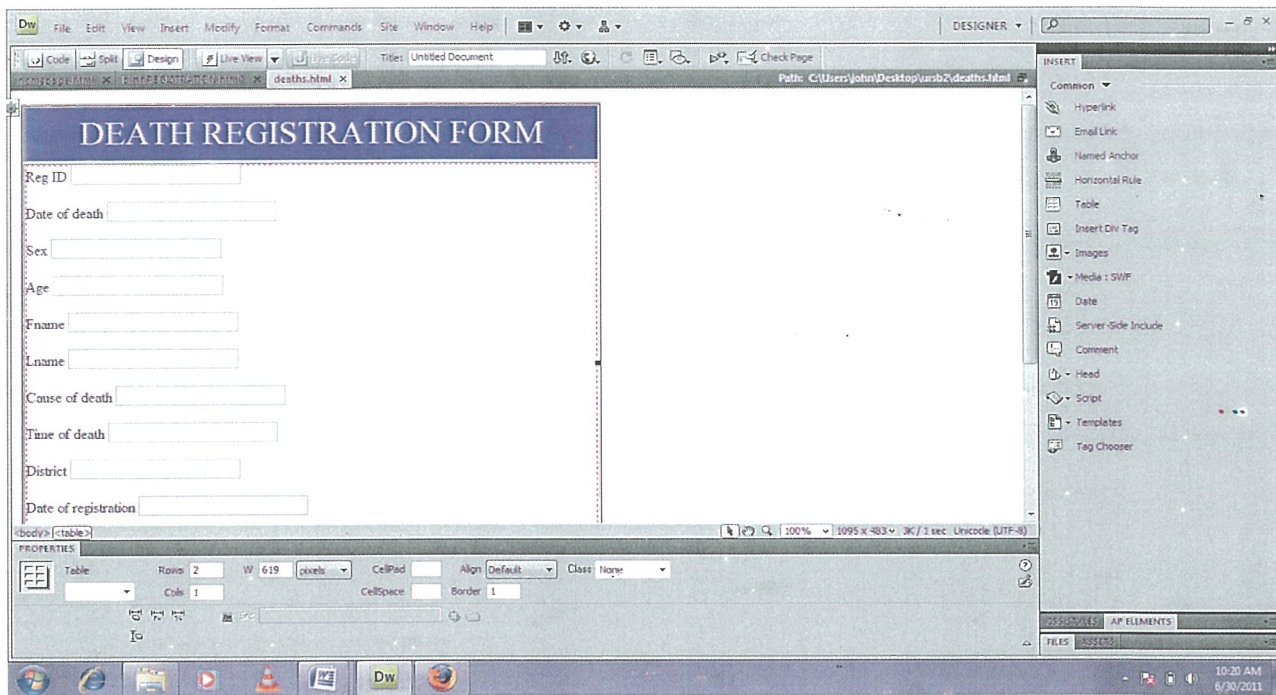 Dw File Edit View Insert Modify Format Commands Site Window Help DESIGNER
Code Split Design Live View Live Code Title: Untitled Document Check Page
deaths.html Path: C:\Users\john\Desktop\ursb2\deaths.html
DEATH REGISTRATION FORM
Reg ID
Date of death
Sex
Age
Fname
Lname
Cause of death
Time of death
District
Date of registration
<body> <table> 100% 1095 x 483 3K / 1 sec Unicode (UTF-8)
PROPERTIES
Table Rows 2 W 619 pixels CellPad Align Default Class None
Cols 1 CellSpace Border 1
Src
INSERT
Common
Hyperlink
Email Link
Named Anchor
Horizontal Rule
Table
Insert Div Tag
Images
Media : SWF
Date
Server-Side Include
Comment
Head
Script
Templates
Tag Chooser
CSS STYLES AP ELEMENTS
FILES ASSETS
Dw
10:20 AM
6/30/2011